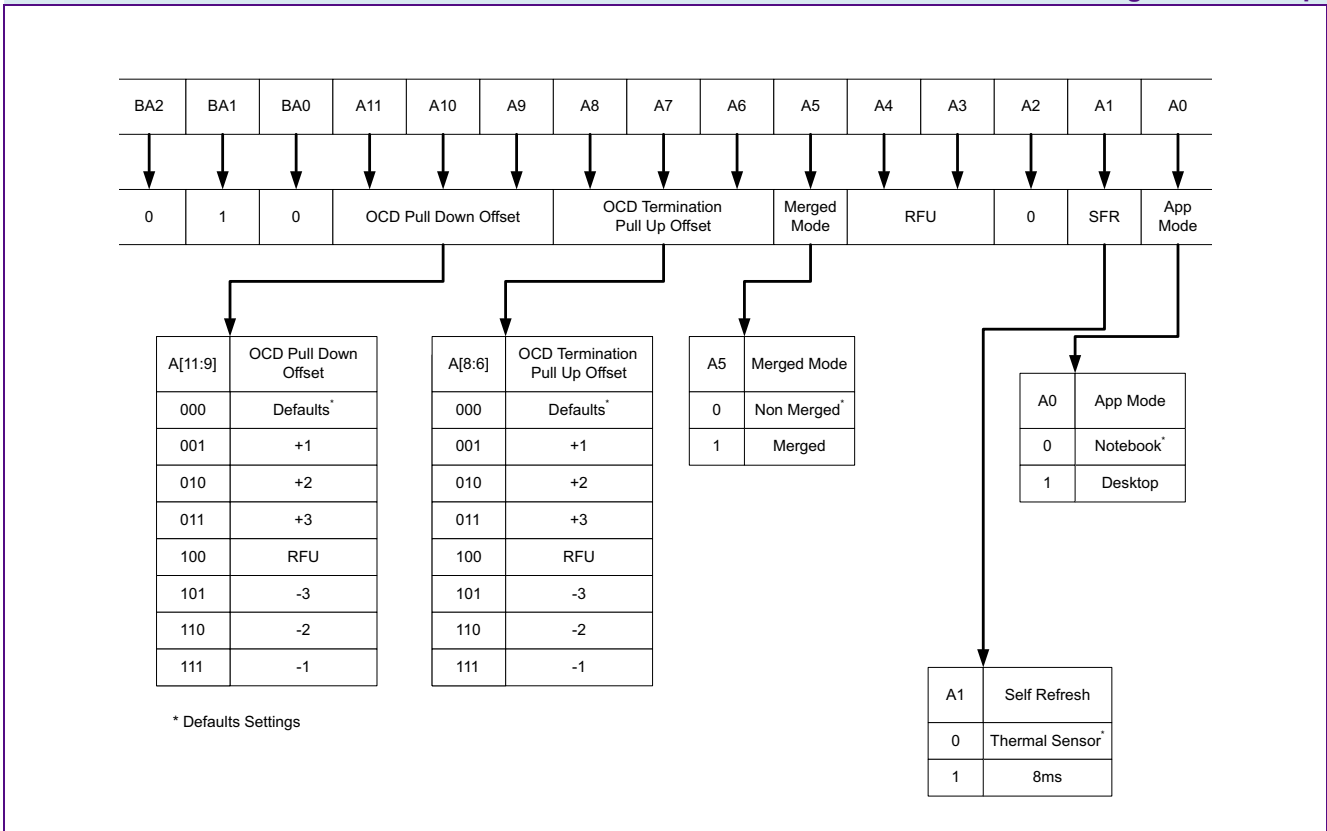 BA2 BA1 BA0 A11 A10 A9 A8 A7 A6 A5 A4 A3 A2 A1 A0
0 1 0 OCD Pull Down Offset OCD Termination Pull Up Offset Merged Mode RFU 0 SFR App Mode
A[11:9] OCD Pull Down Offset
000 Defaults*
001 +1
010 +2
011 +3
100 RFU
101 -3
110 -2
111 -1
A[8:6] OCD Termination Pull Up Offset
000 Defaults*
001 +1
010 +2
011 +3
100 RFU
101 -3
110 -2
111 -1
A5 Merged Mode
0 Non Merged*
1 Merged
A0 App Mode
0 Notebook*
1 Desktop
A1 Self Refresh
0 Thermal Sensor*
1 8ms
* Defaults Settings